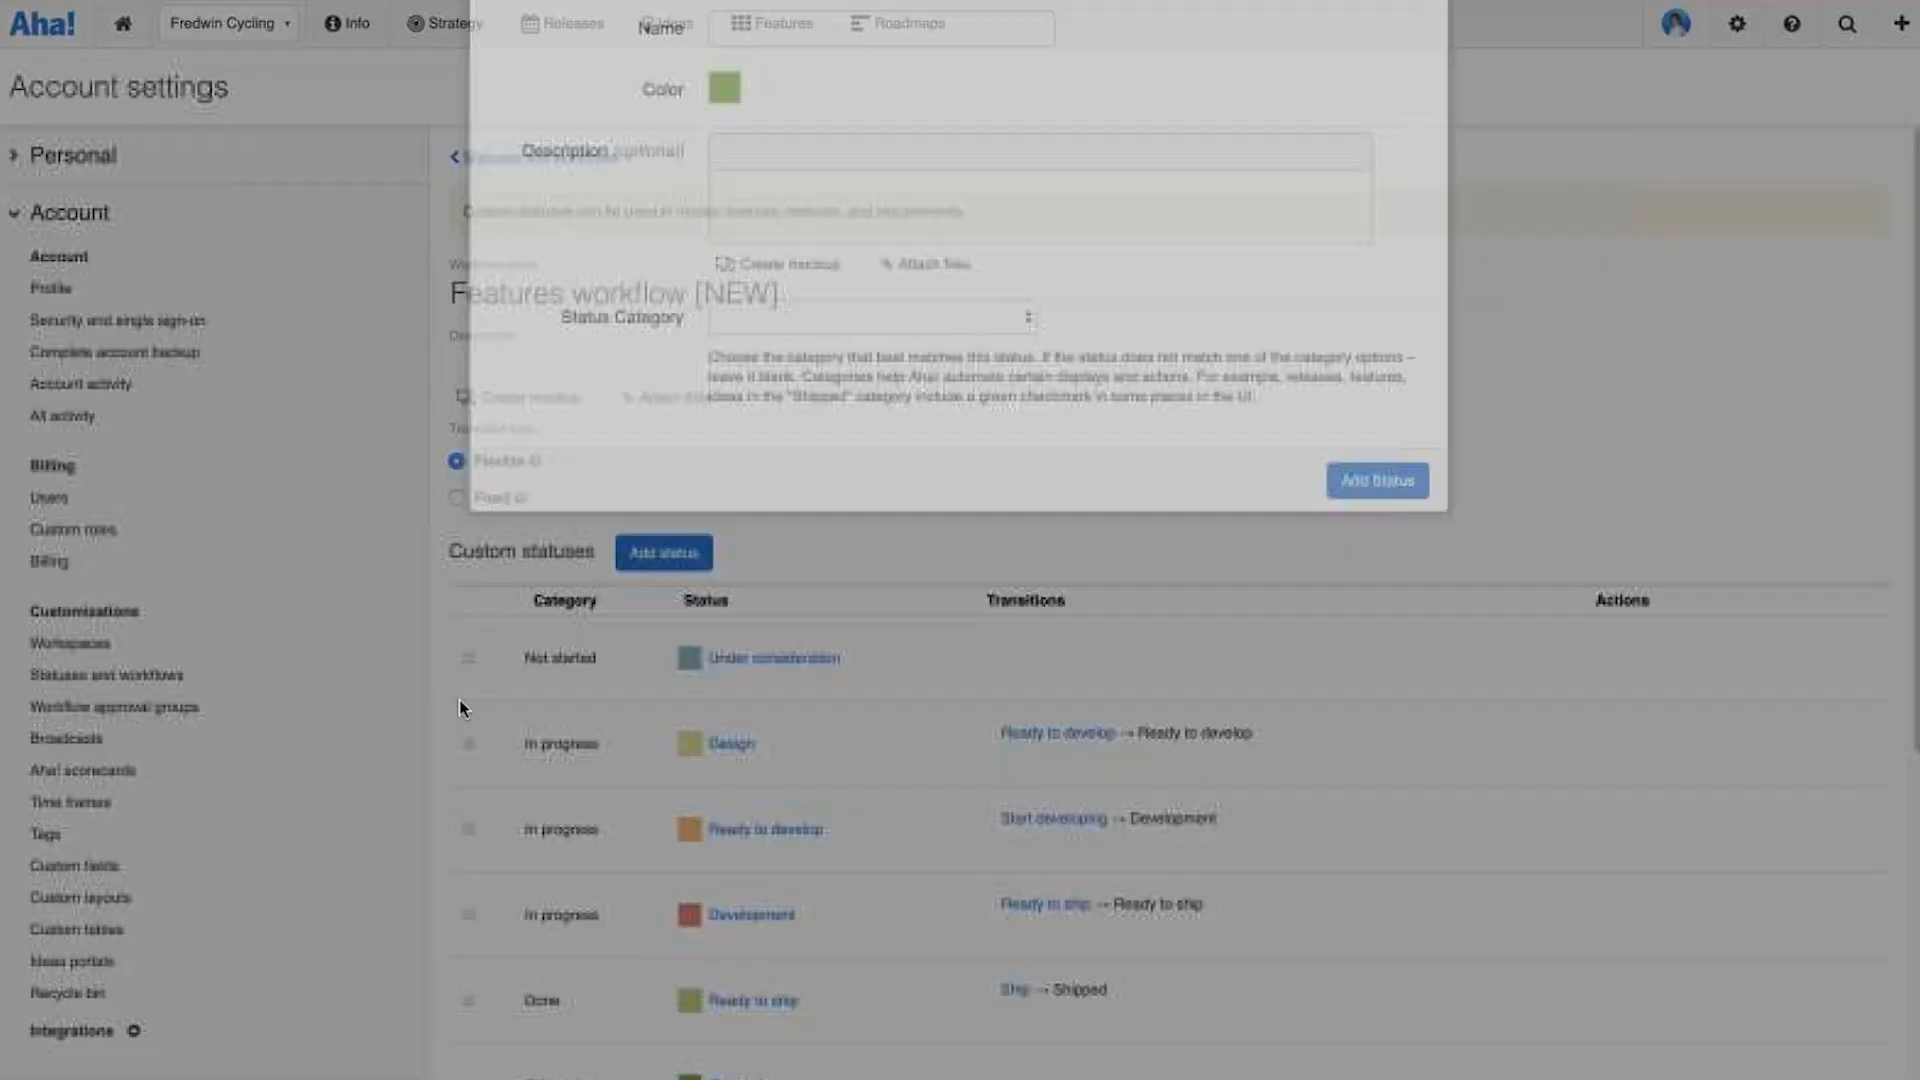 Aha!
Fredwin Cycling
Info
Strategy
Releases
Ideas
Features
Roadmaps
Name
Account settings
Color
Personal
Description (optional)
Account
Custom statuses can be used in
features,
and requirements.
Account
Profile
Create mockup
Attach files
Features workflow [NEW]
Security and single sign-on
Status Category
Complete account backup
Choose the category that best matches this status. If the status does not match one of the category options –
leave it blank. Categories help Aha! automate certain displays and actions. For example, releases, features,
ideas in the "Shipped" category include a green checkmark in some places in the UI.
Account activity
Create mockup
Attach
All activity
Billing
Flexible
Add Status
Users
Fixed
Custom roles
Billing
Custom statuses
Add status
Customizations
Category
Status
Transitions
Actions
Workspaces
Not started
Under consideration
Statuses and workflows
Workflow approval groups
Broadcasts
In progress
Design
Ready to develop → Ready to develop
Aha! scorecards
Time frames
Tags
In progress
Ready to develop
Start developing → Development
Custom fields
Custom layouts
In progress
Development
Ready to ship → Ready to ship
Custom tables
Ideas portals
Recycle bin
Done
Ready to ship
Ship → Shipped
Integrations